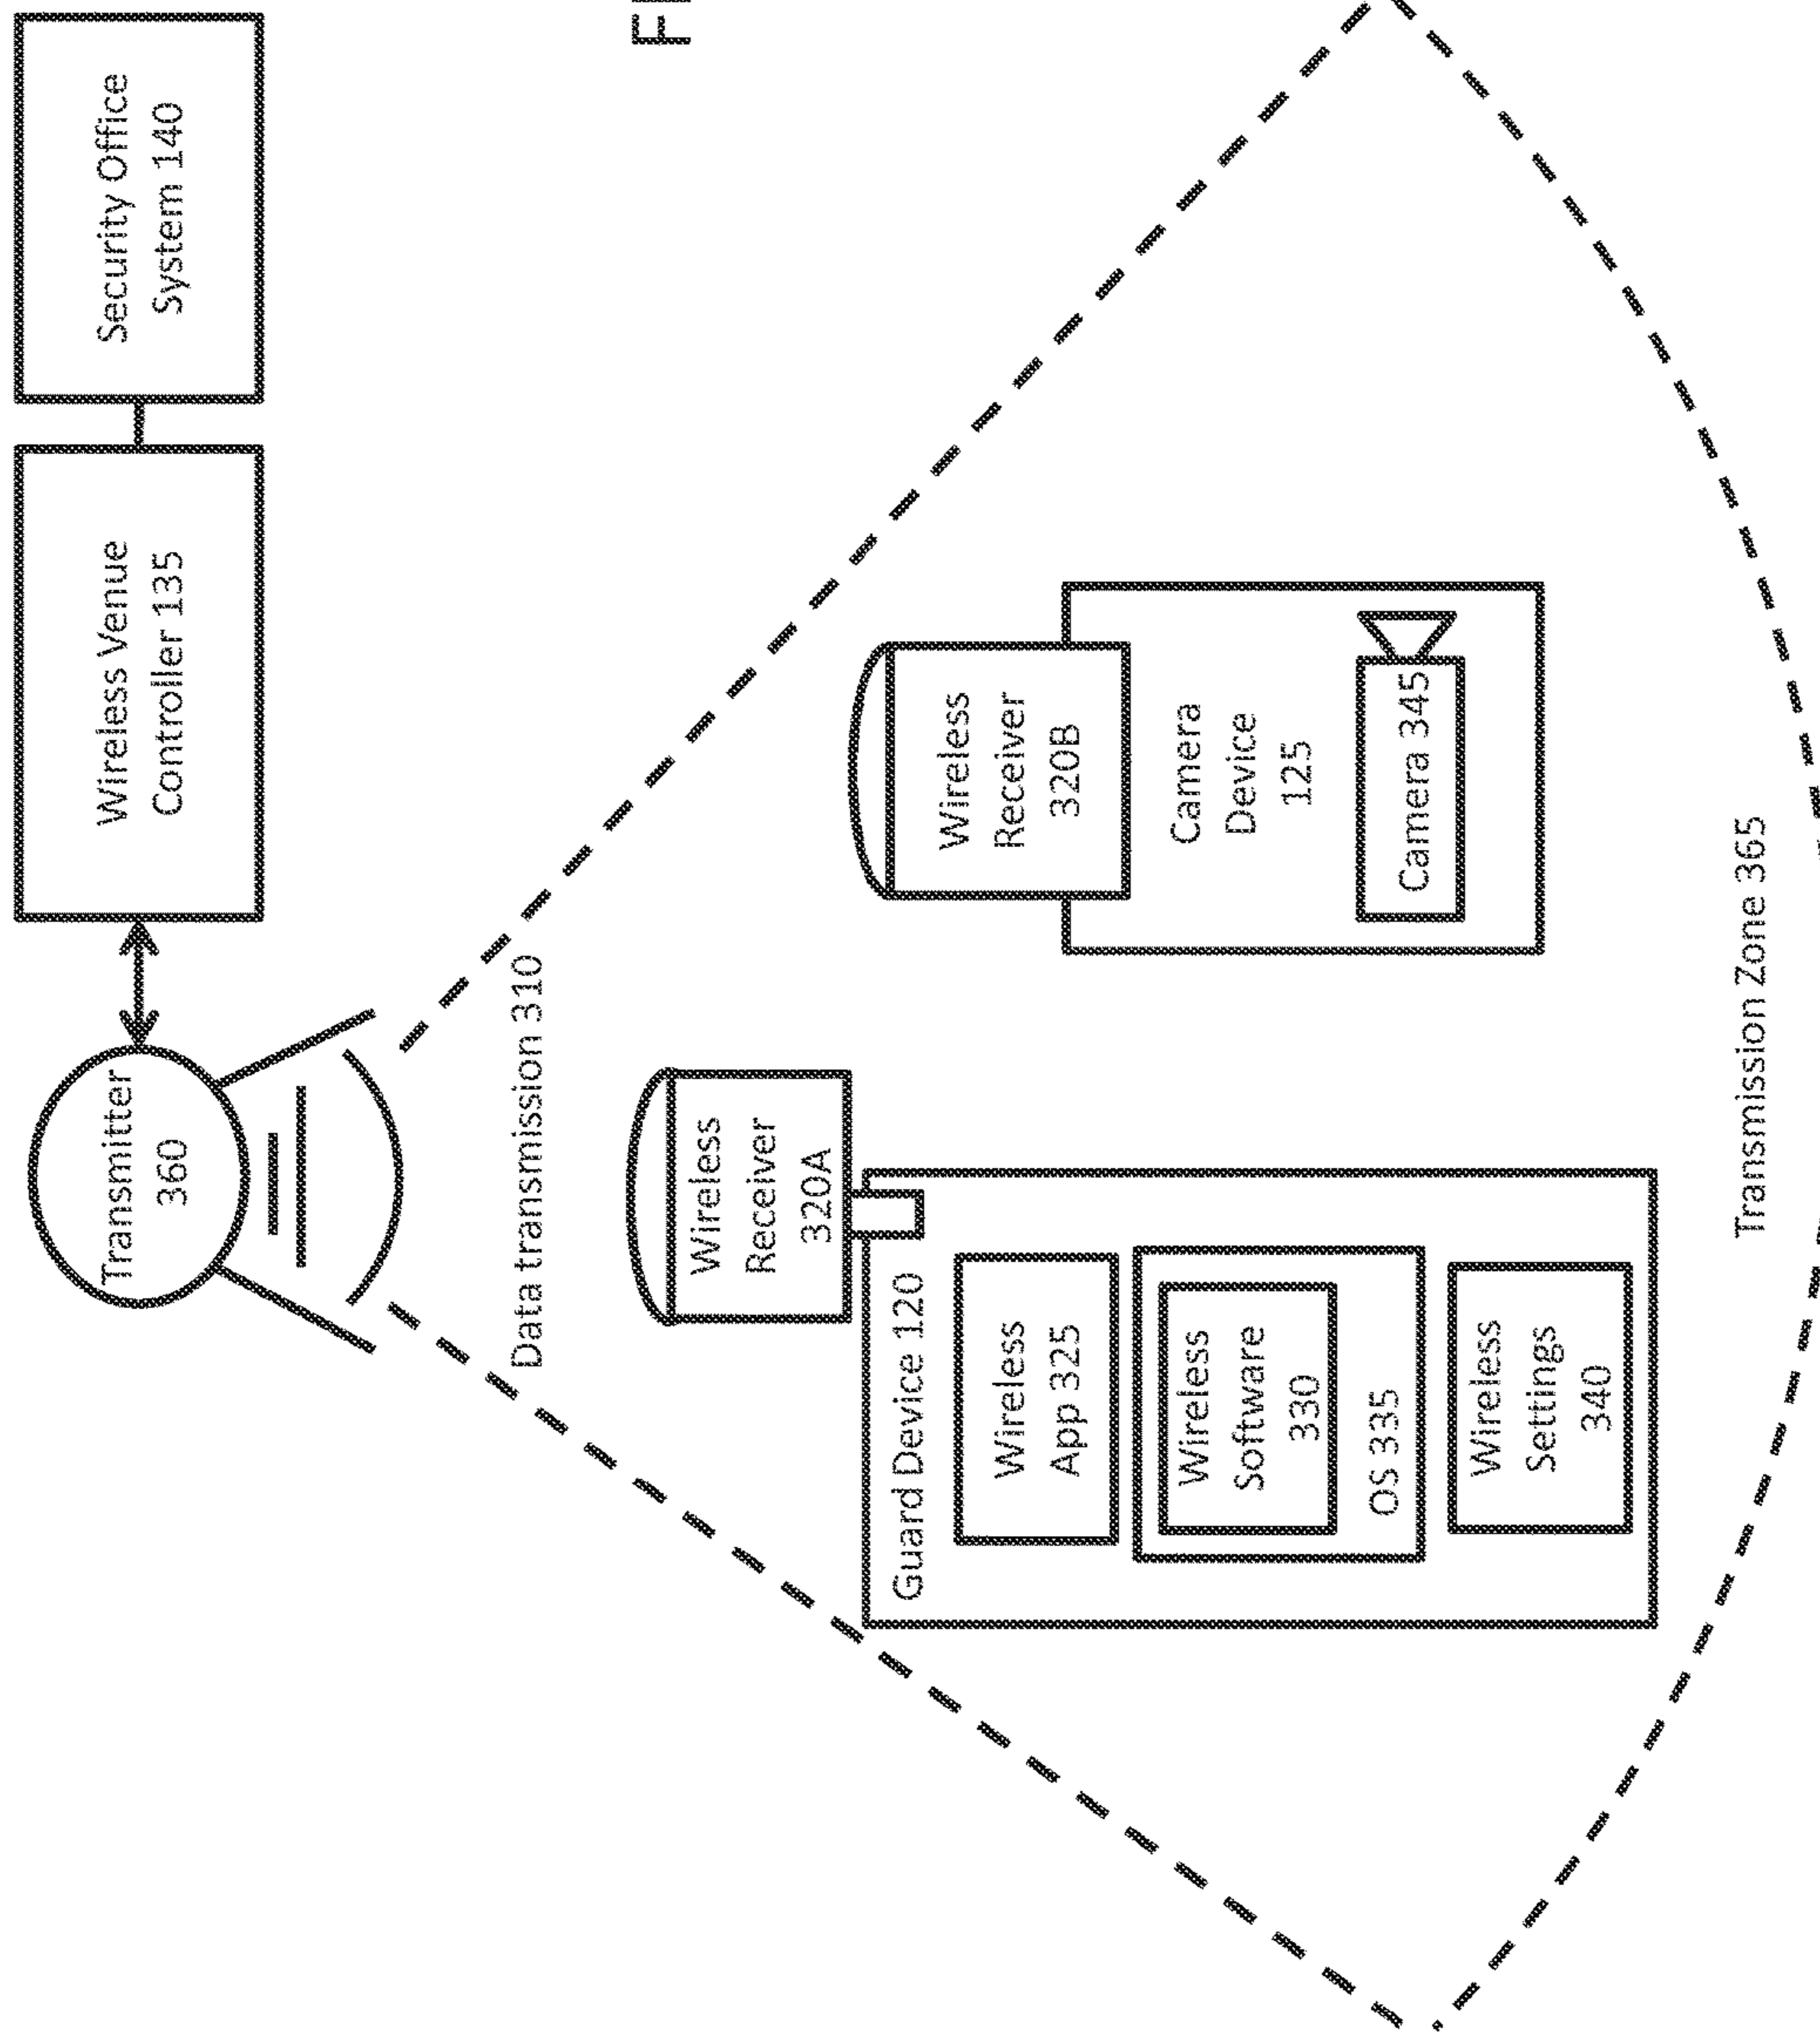 Transmitter
360
Wireless Venue
Controller 135
Security Office
System 140
Data transmission 310
Wireless
Receiver
320A
Guard Device 120
Wireless
App 325
Wireless
Software
330
OS 335
Wireless
Settings
340
Wireless
Receiver
320B
Camera
Device
125
Camera 345
Transmission Zone 365